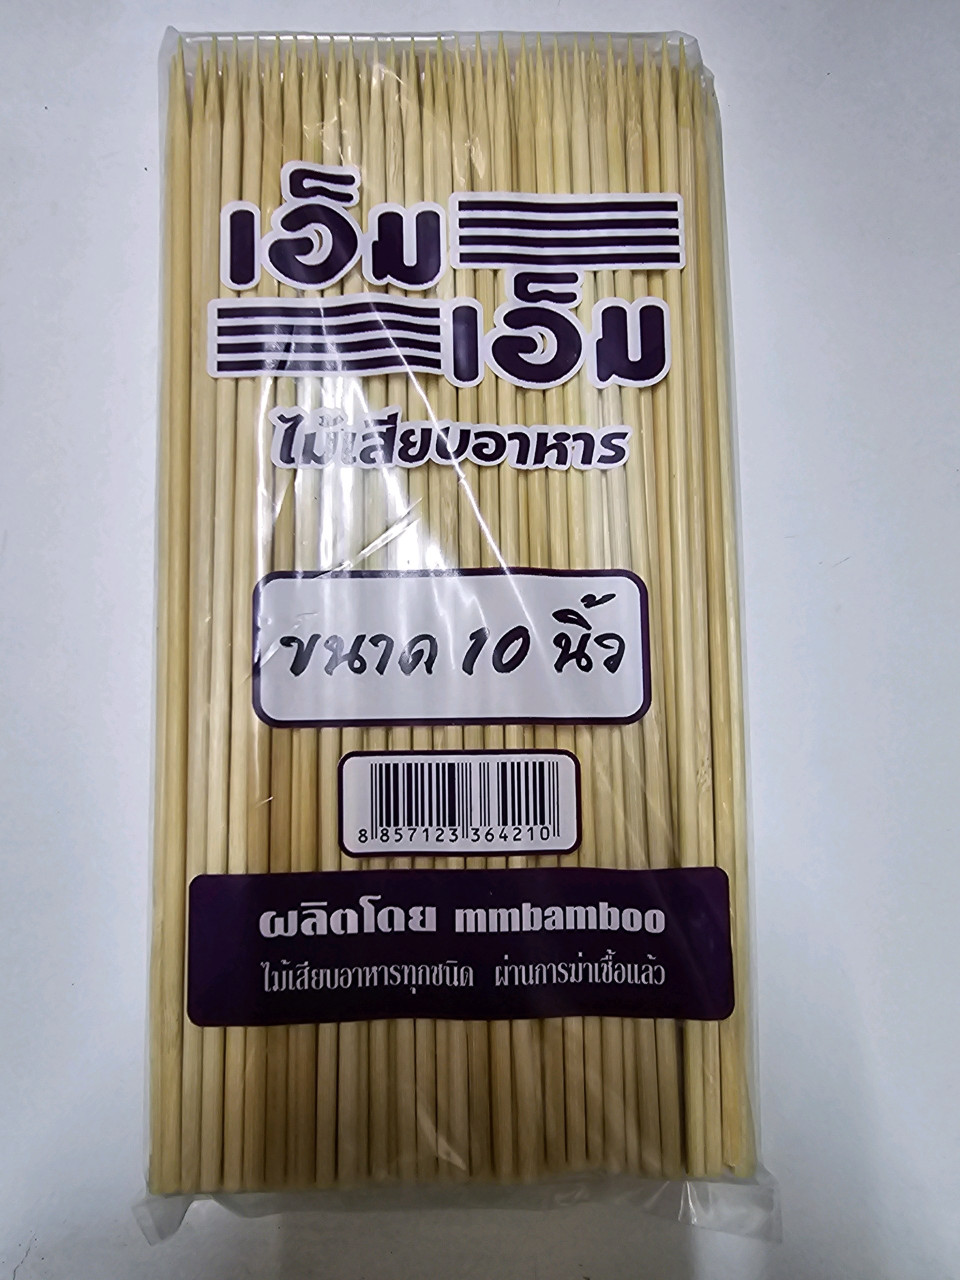 เอ็ม
เอ็ม
ไม้เสียบอาหาร
ขนาด 10 นิ้ว
8 857123 364210
ผลิตโดย mmbamboo
ไม้เสียบอาหารทุกชนิด ผ่านการฆ่าเชื้อแล้ว